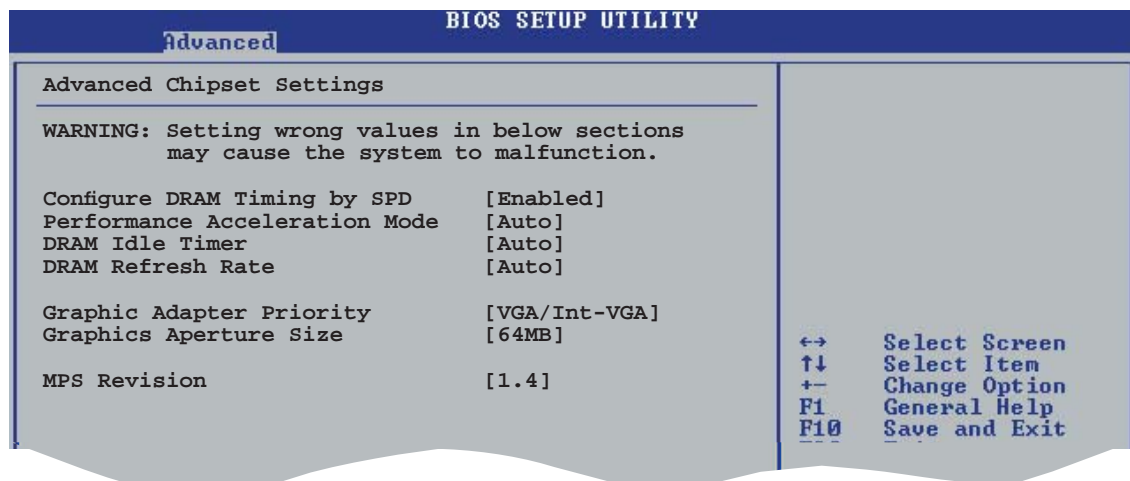 BIOS SETUP UTILITY
Advanced
Advanced Chipset Settings
WARNING: Setting wrong values in below sections
may cause the system to malfunction.
Configure DRAM Timing by SPD [Enabled]
Performance Acceleration Mode [Auto]
DRAM Idle Timer [Auto]
DRAM Refresh Rate [Auto]
Graphic Adapter Priority [VGA/Int-VGA]
Graphics Aperture Size [64MB]
MPS Revision [1.4]
←→ Select Screen
↑↓ Select Item
+- Change Option
F1 General Help
F10 Save and Exit